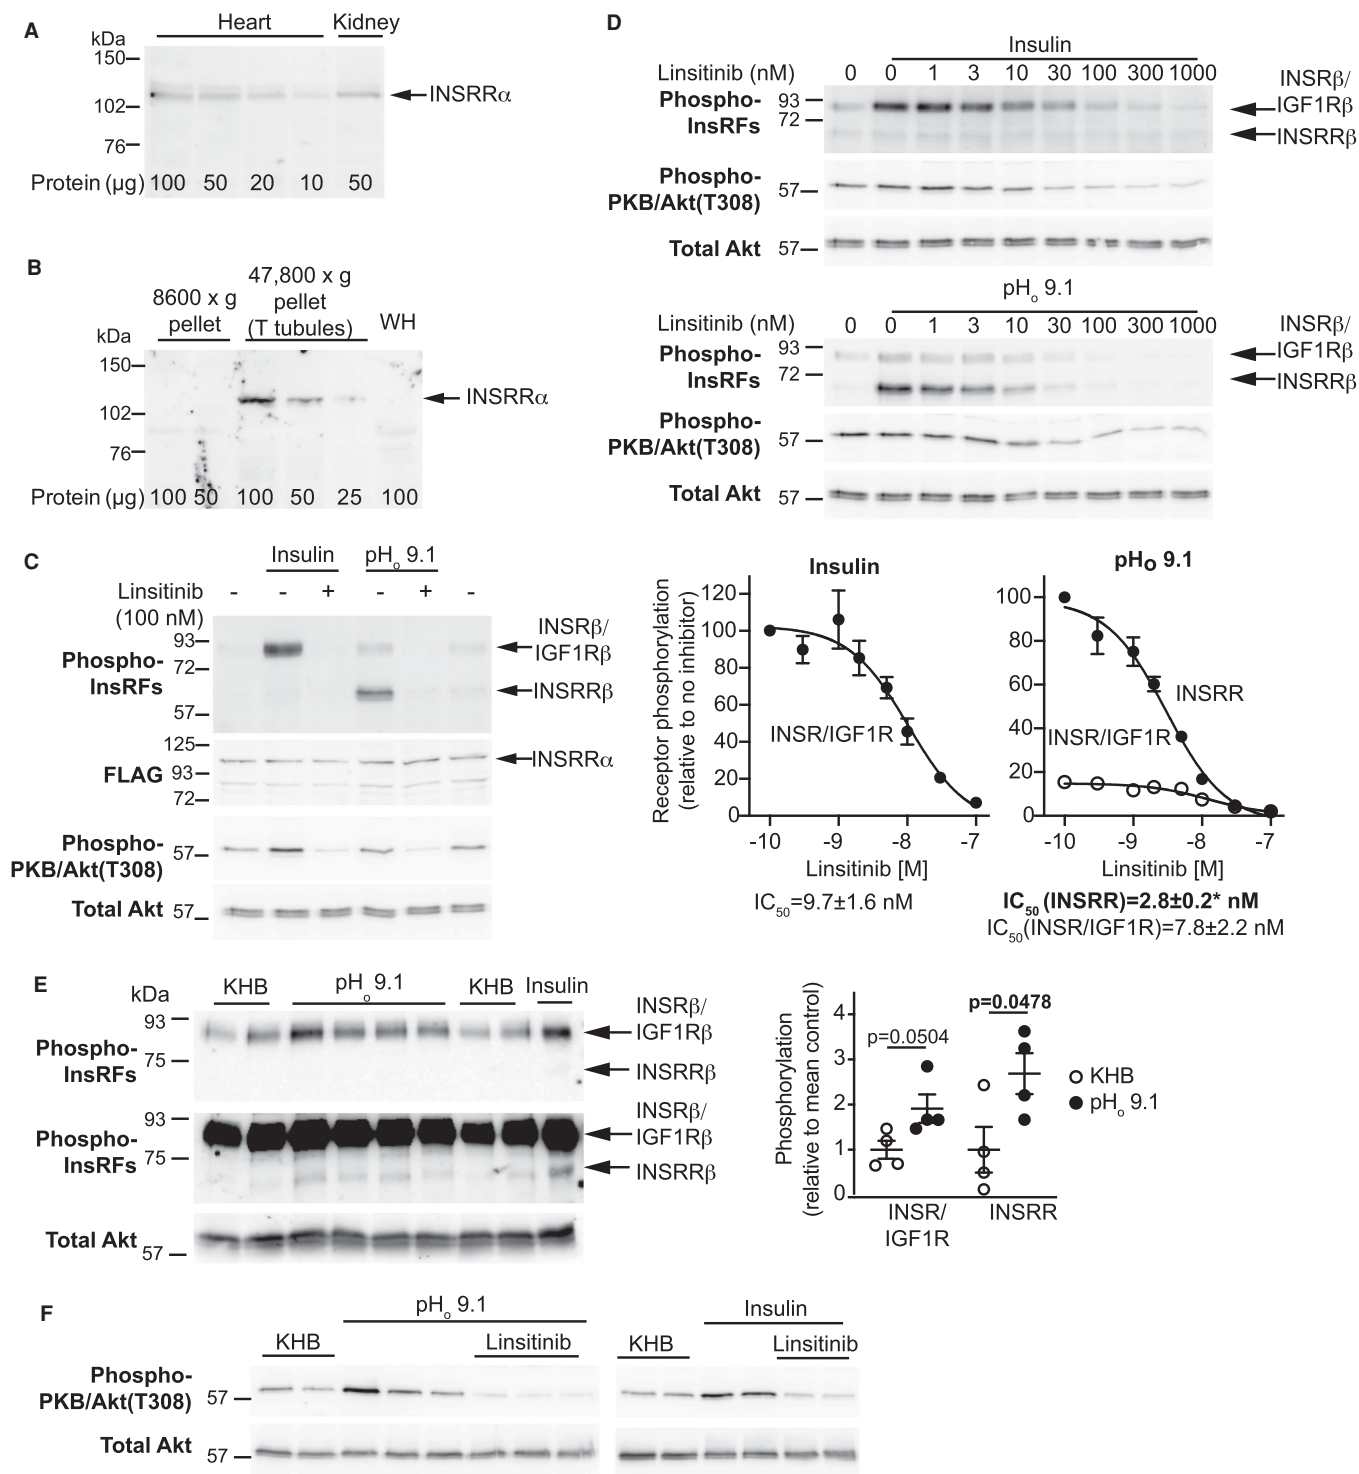 A
Heart Kidney
kDa
150
102
76
INSRRα
Protein (µg) 100 50 20 10 50
B
8600 x g
pellet
47,800 x g
pellet
(T tubules)
WH
kDa
150
102
76
INSRRα
Protein (µg) 100 50 100 50 25 100
C
Insulin pHo 9.1
Linsitinib
(100 nM)
- - + - + -
Phospho-
InsRFs
93
72
57
INSRβ/
IGF1Rβ
INSRRβ
FLAG
125
93
72
INSRRα
Phospho-
PKB/Akt(T308)
57
Total Akt 57
D
Insulin
Linsitinib (nM) 0 0 1 3 10 30 100 300 1000
Phospho-
InsRFs
93
72
INSRβ/
IGF1Rβ
INSRRβ
Phospho-
PKB/Akt(T308)
57
Total Akt 57
pHo 9.1
Linsitinib (nM) 0 0 1 3 10 30 100 300 1000
Phospho-
InsRFs
93
72
INSRβ/
IGF1Rβ
INSRRβ
Phospho-
PKB/Akt(T308)
57
Total Akt 57
Insulin
Receptor phosphorylation
(relative to no inhibitor)
120
100
80
60
40
20
0
INSR/IGF1R
-10 -9 -8 -7
Linsitinib [M]
IC50=9.7±1.6 nM
pHo 9.1
100
80
60
40
20
0
INSRR
INSR/IGF1R
-10 -9 -8 -7
Linsitinib [M]
IC50 (INSRR)=2.8±0.2* nM
IC50(INSR/IGF1R)=7.8±2.2 nM
E
kDa
KHB pHo 9.1 KHB Insulin
93
75
Phospho-
InsRFs
INSRβ/
IGF1Rβ
INSRRβ
93
75
Phospho-
InsRFs
INSRβ/
IGF1Rβ
INSRRβ
Total Akt
57
Phosphorylation
(relative to mean control)
4
3
2
1
0
p=0.0504
p=0.0478
KHB
pHo 9.1
INSR/
IGF1R
INSRR
F
pHo 9.1
KHB Linsitinib
Insulin
KHB Linsitinib
Phospho-
PKB/Akt(T308)
57
Total Akt
57